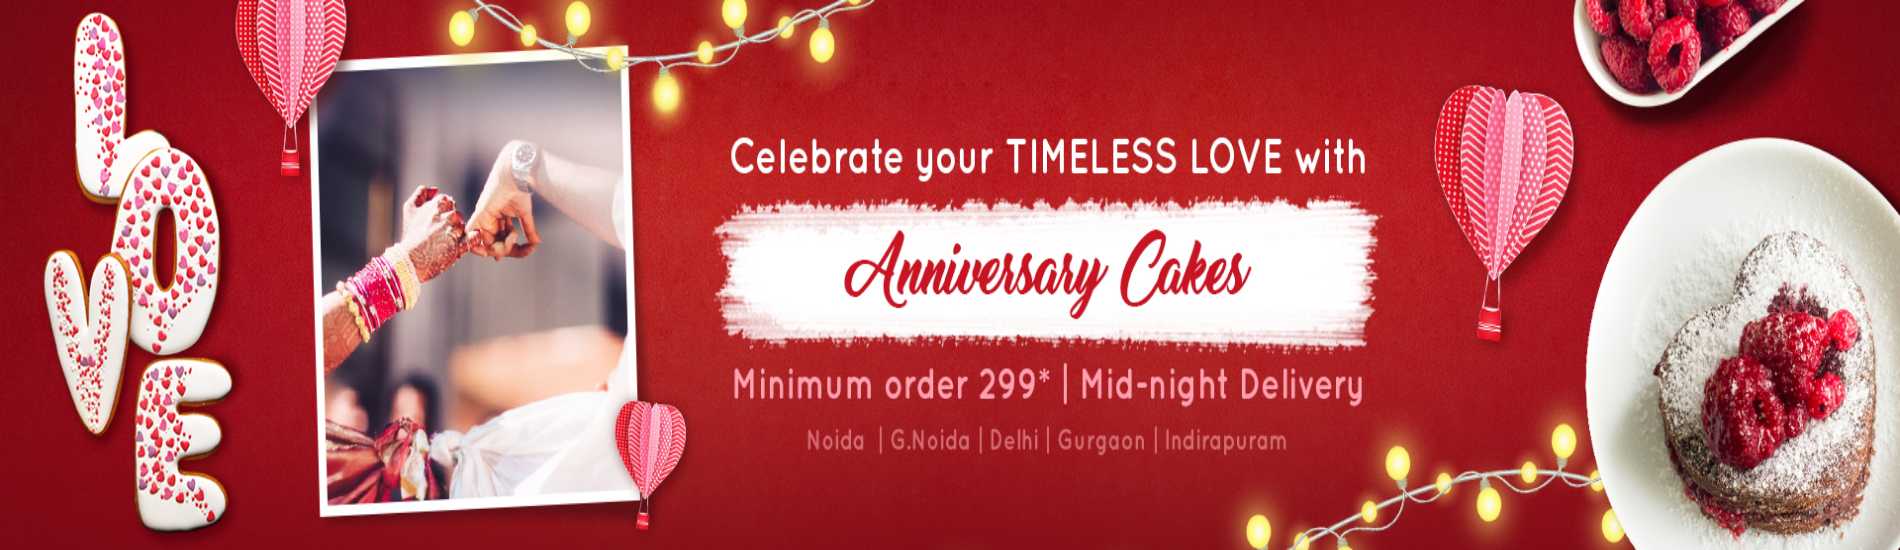 LOVE
Celebrate your TIMELESS LOVE with
Anniversary Cakes
Minimum order 299* | Mid-night Delivery
Noida | G.Noida | Delhi | Gurgaon | Indirapuram